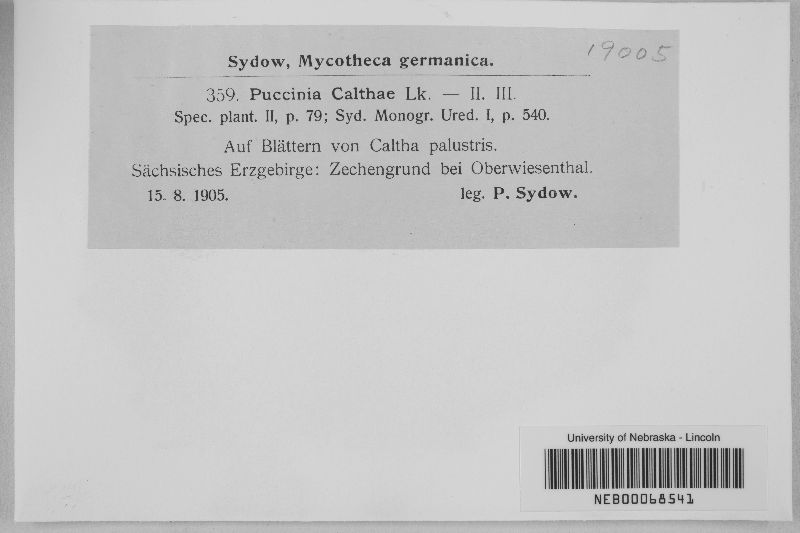 19005
Sydow, Mycotheca germanica.
359. Puccinia Calthae Lk. — II. III.
Spec. plant. II, p. 79; Syd. Monogr. Ured. I, p. 540.
Auf Blättern von Caltha palustris.
Sächsisches Erzgebirge: Zechengrund bei Oberwiesenthal.
15. 8. 1905. leg. P. Sydow.
University of Nebraska - Lincoln
NEB00068541